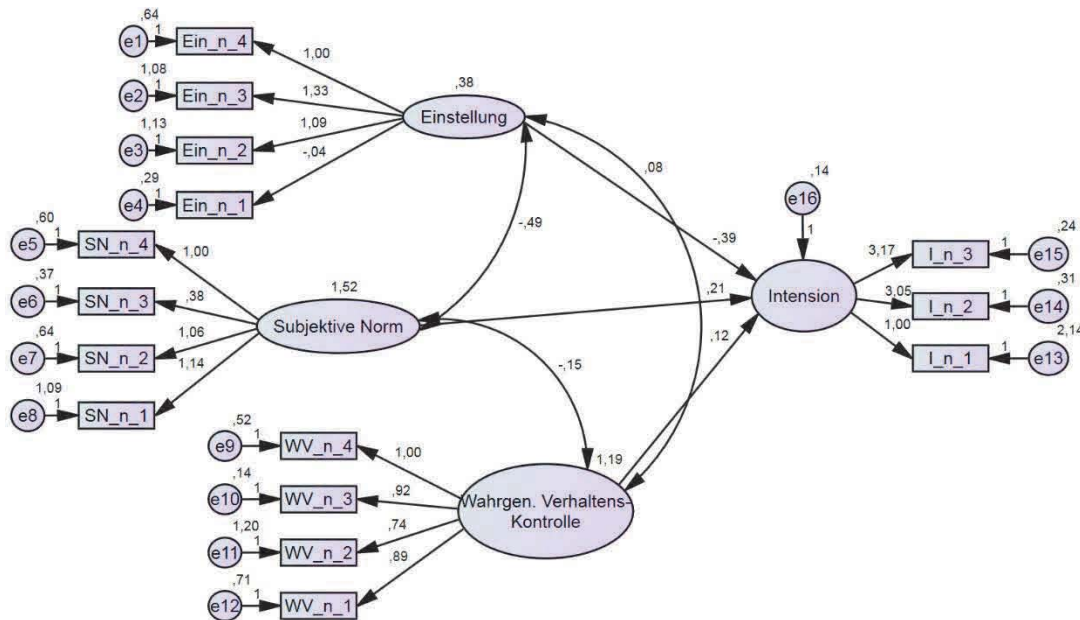 ,64
e1 1 Ein_n_4
1,00
1,08
e2 1 Ein_n_3
1,33
,38
Einstellung
1,13
e3 1 Ein_n_2
1,09
-,04
,29
e4 1 Ein_n_1
,08
,14
e16
1
,60
e5 1 SN_n_4
1,00
-,49
-,39
,37
e6 1 SN_n_3
,38
1,52
Subjektive Norm
,21
Intension
3,17
I_n_3 1 e15
,24
3,05
I_n_2 1 e14
,31
1,00
I_n_1 1 e13
2,14
,64
e7 1 SN_n_2
1,06
1,14
,12
-,15
1,09
e8 1 SN_n_1
,52
e9 1 WV_n_4
1,00
1,19
Wahrgen. Verhaltens-
Kontrolle
,14
e10 1 WV_n_3
,92
1,20
e11 1 WV_n_2
,74
,89
,71
e12 1 WV_n_1